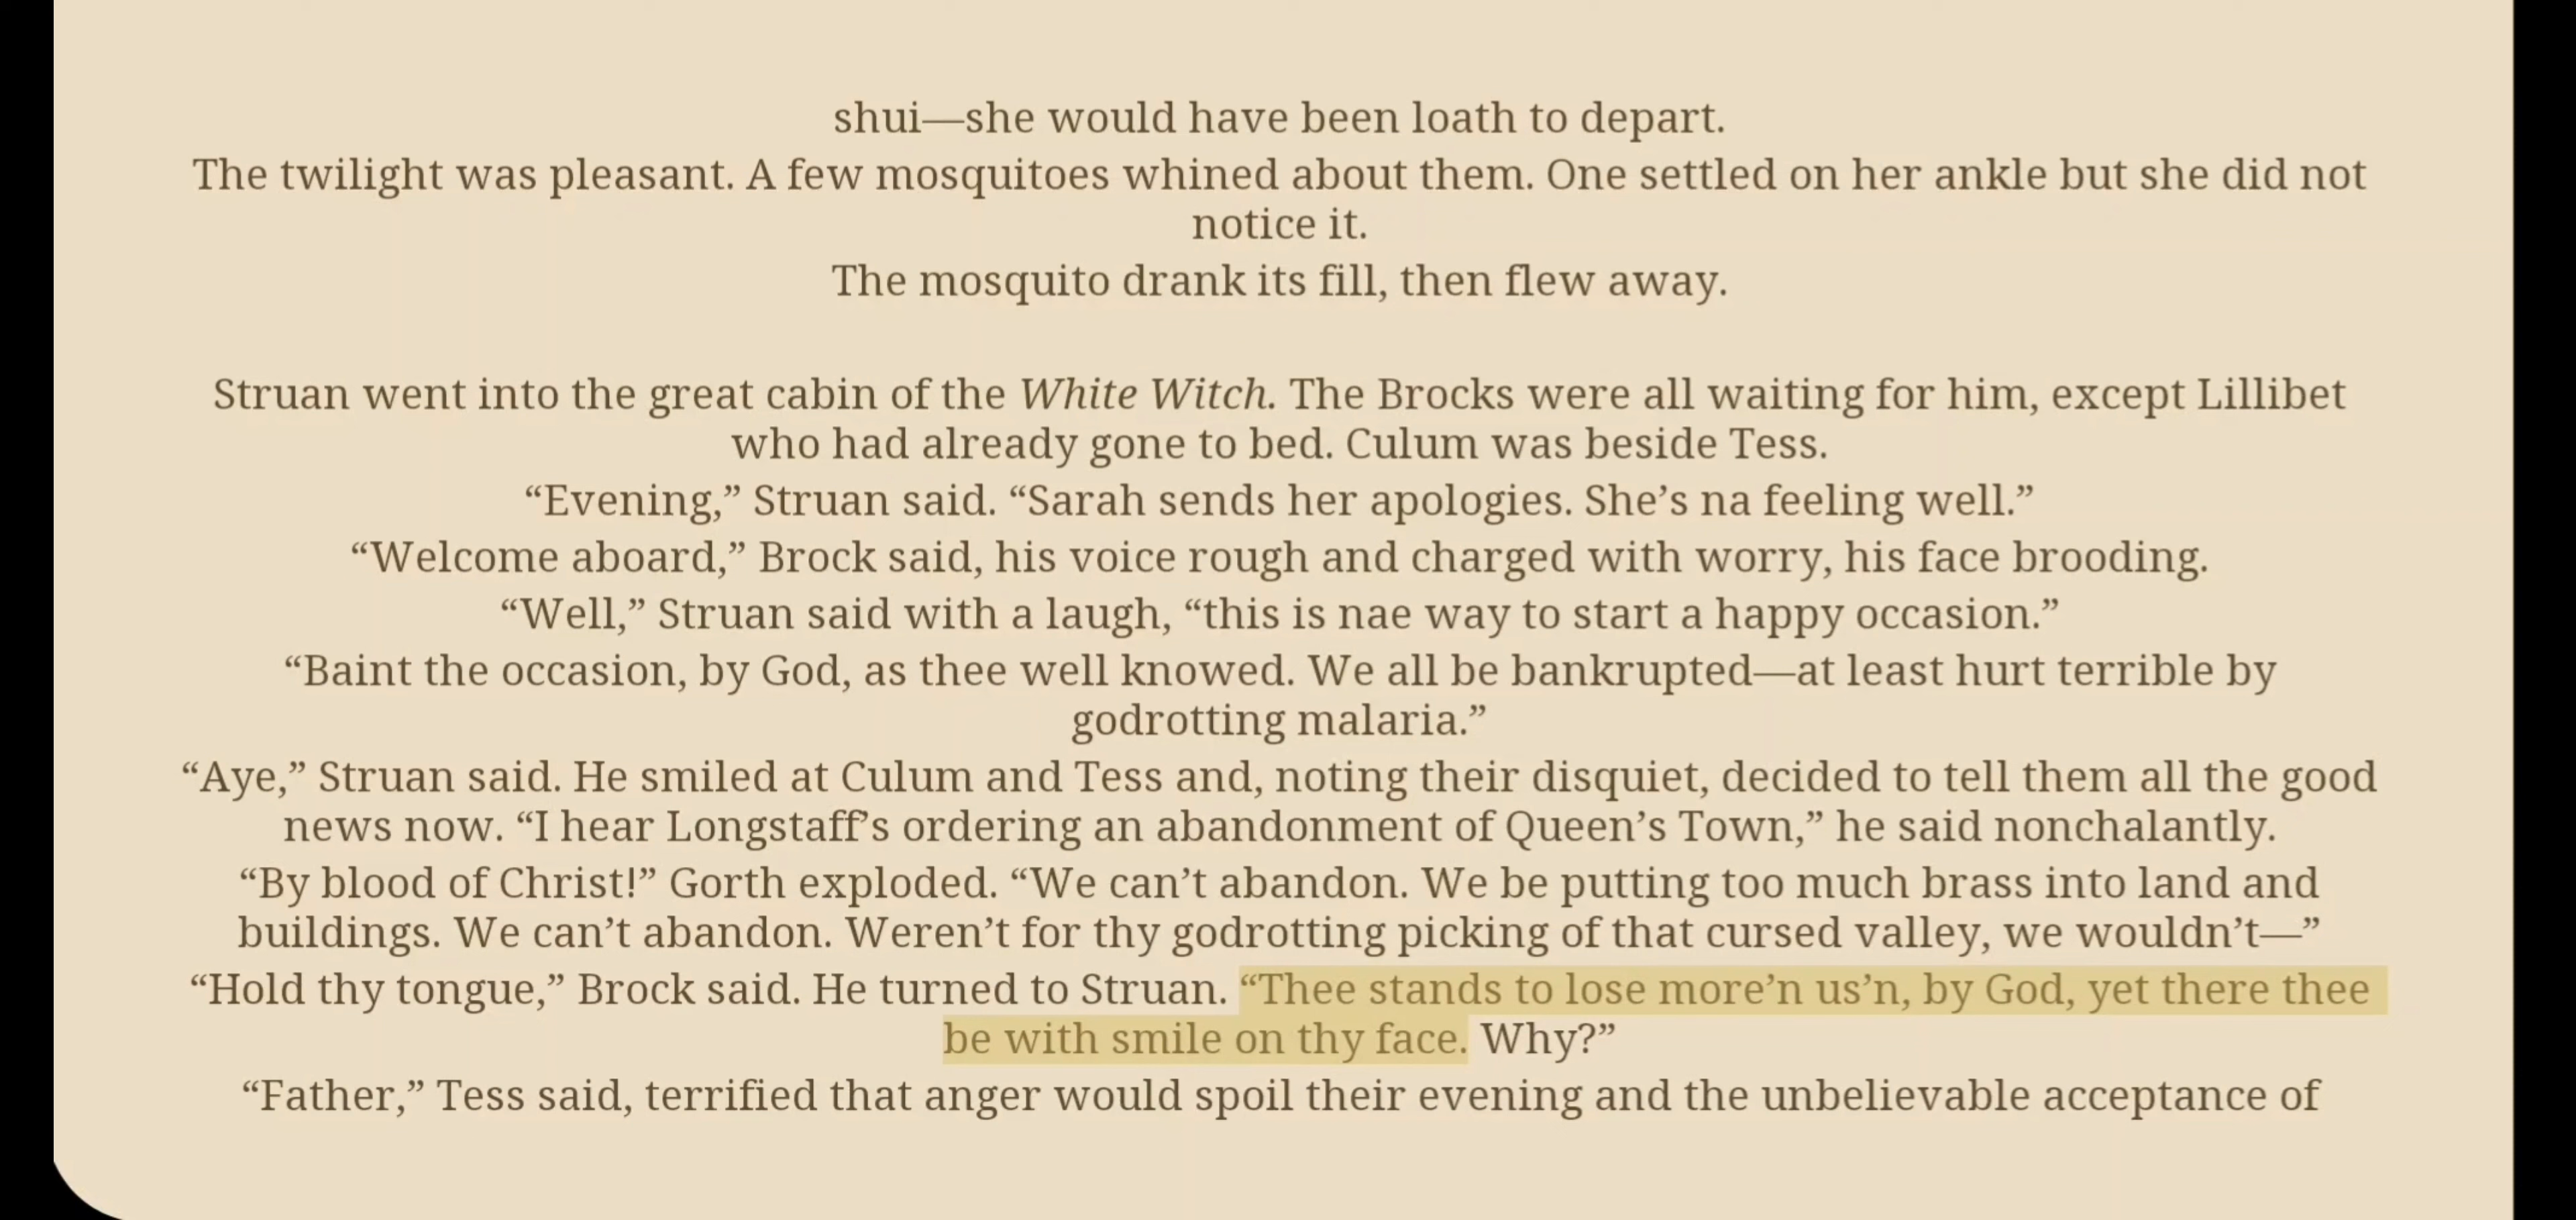 shui—she would have been loath to depart.
The twilight was pleasant. A few mosquitoes whined about them. One settled on her ankle but she did not
notice it.
The mosquito drank its fill, then flew away.
Struan went into the great cabin of the White Witch. The Brocks were all waiting for him, except Lillibet
who had already gone to bed. Culum was beside Tess.
“Evening,” Struan said. “Sarah sends her apologies. She’s na feeling well.”
“Welcome aboard,” Brock said, his voice rough and charged with worry, his face brooding.
“Well,” Struan said with a laugh, “this is nae way to start a happy occasion.”
“Baint the occasion, by God, as thee well knowed. We all be bankrupted—at least hurt terrible by
godrotting malaria.”
“Aye,” Struan said. He smiled at Culum and Tess and, noting their disquiet, decided to tell them all the good
news now. “I hear Longstaff’s ordering an abandonment of Queen’s Town,” he said nonchalantly.
“By blood of Christ!” Gorth exploded. “We can’t abandon. We be putting too much brass into land and
buildings. We can’t abandon. Weren’t for thy godrotting picking of that cursed valley, we wouldn’t—”
“Hold thy tongue,” Brock said. He turned to Struan. “Thee stands to lose more’n us’n, by God, yet there thee
be with smile on thy face. Why?”
“Father,” Tess said, terrified that anger would spoil their evening and the unbelievable acceptance of